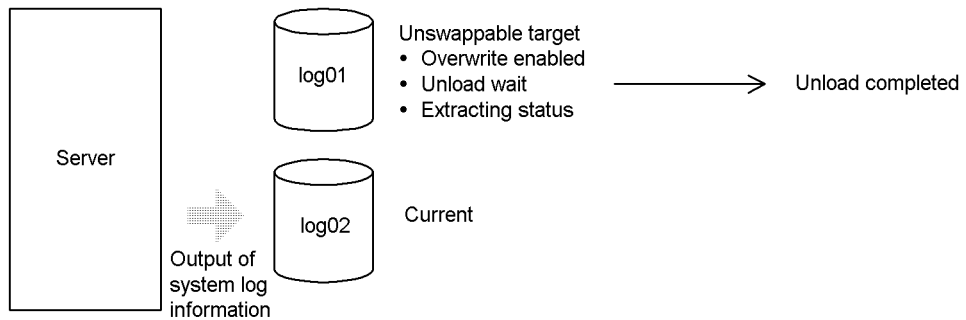 Server
log01
Unswappable target
• Overwrite enabled
• Unload wait
• Extracting status
Unload completed
log02
Current
Output of
system log
information